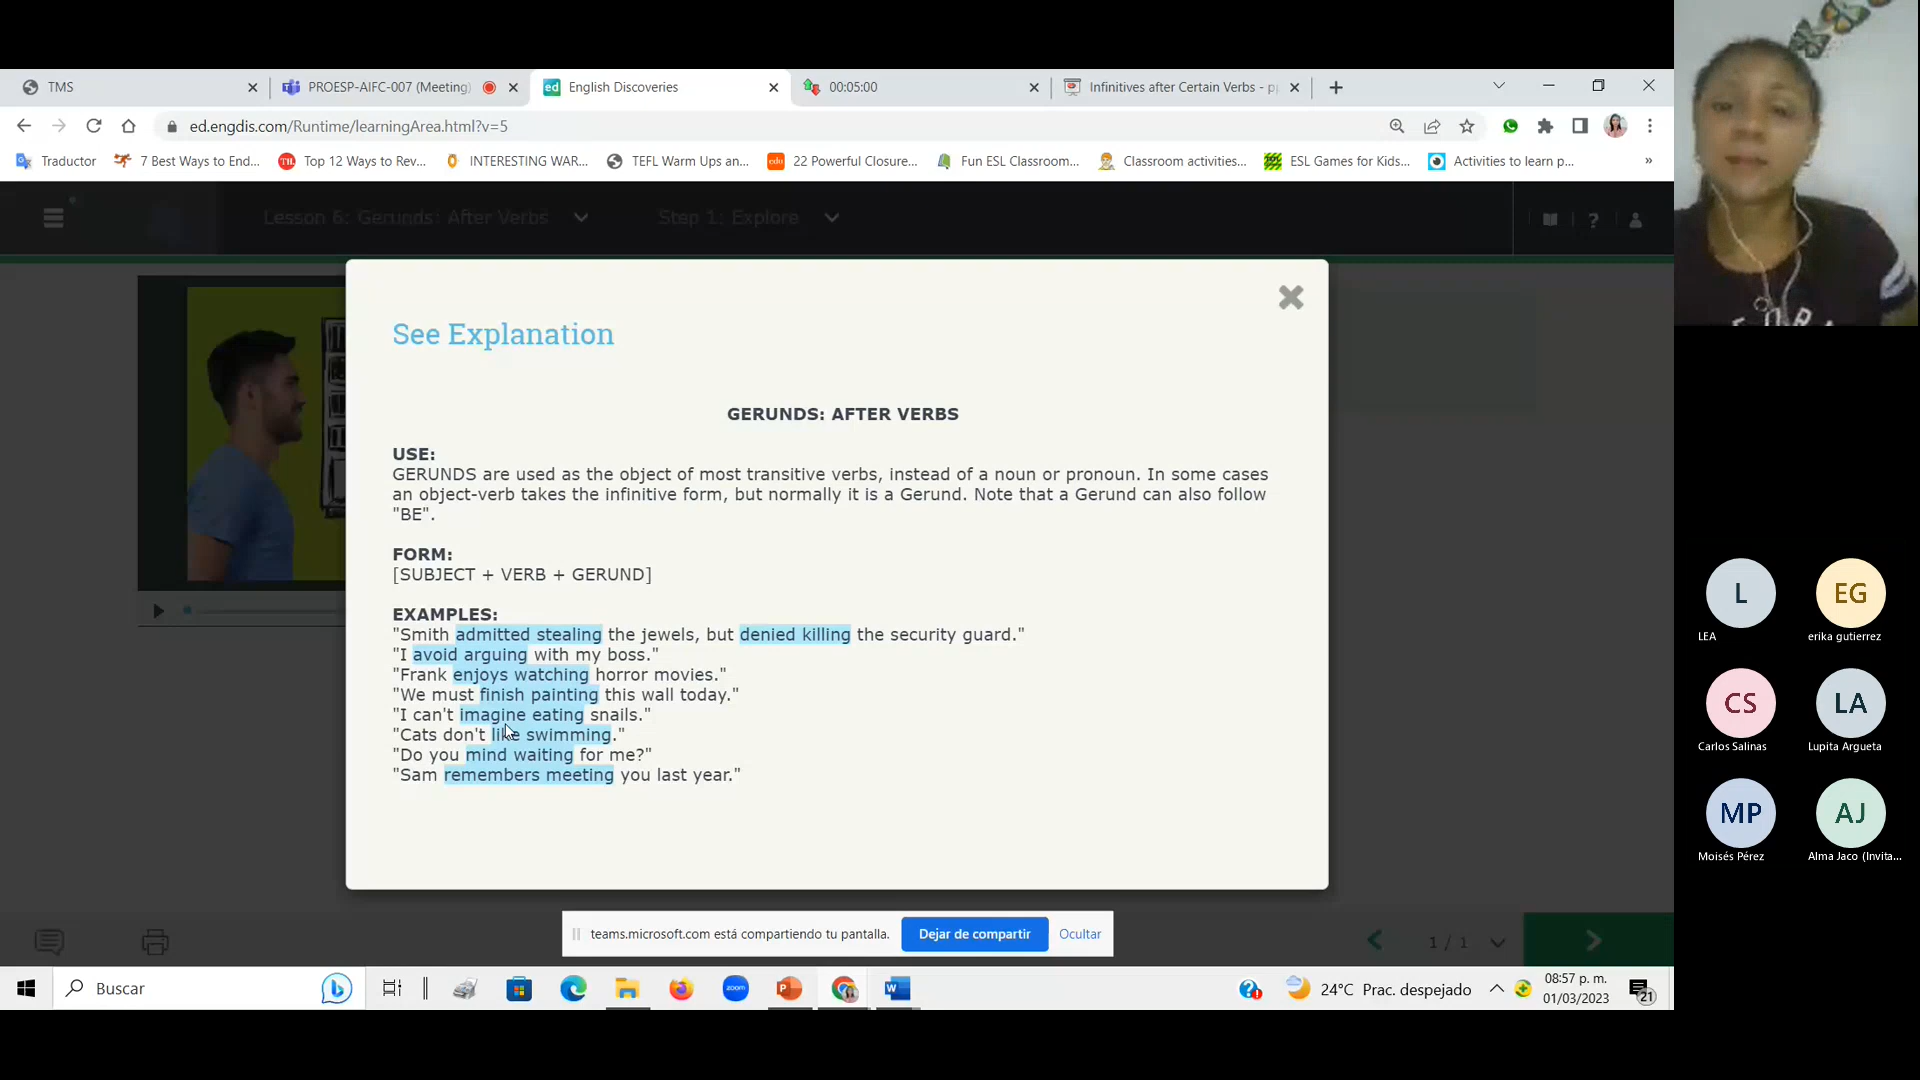 TMS
PROESP-AIFC-007 (Meeting)
ed English Discoveries
00:05:00
Infinitives after Certain Verbs - p
ed.engdis.com/Runtime/learningArea.html?v=5
Traductor
7 Best Ways to End...
TH Top 12 Ways to Rev...
INTERESTING WAR...
TEFL Warm Ups an...
edu 22 Powerful Closure...
Fun ESL Classroom...
Classroom activities...
ESL Games for Kids...
Activities to learn p...
»
Lesson 6: Gerunds: After Verbs
Step 1: Explore
?
See Explanation
GERUNDS: AFTER VERBS
USE:
GERUNDS are used as the object of most transitive verbs, instead of a noun or pronoun. In some cases
an object-verb takes the infinitive form, but normally it is a Gerund. Note that a Gerund can also follow
"BE".
FORM:
[SUBJECT + VERB + GERUND]
EXAMPLES:
"Smith admitted stealing the jewels, but denied killing the security guard."
"I avoid arguing with my boss."
"Frank enjoys watching horror movies."
"We must finish painting this wall today."
"I can't imagine eating snails."
"Cats don't like swimming."
"Do you mind waiting for me?"
"Sam remembers meeting you last year."
teams.microsoft.com está compartiendo tu pantalla.
Dejar de compartir
Ocultar
1 / 1
Buscar
zoom
24°C Prac. despejado
08:57 p. m.
01/03/2023
21
L
EG
LEA
erika gutierrez
CS
LA
Carlos Salinas
Lupita Argueta
MP
AJ
Moisés Pérez
Alma Jaco (Invita...